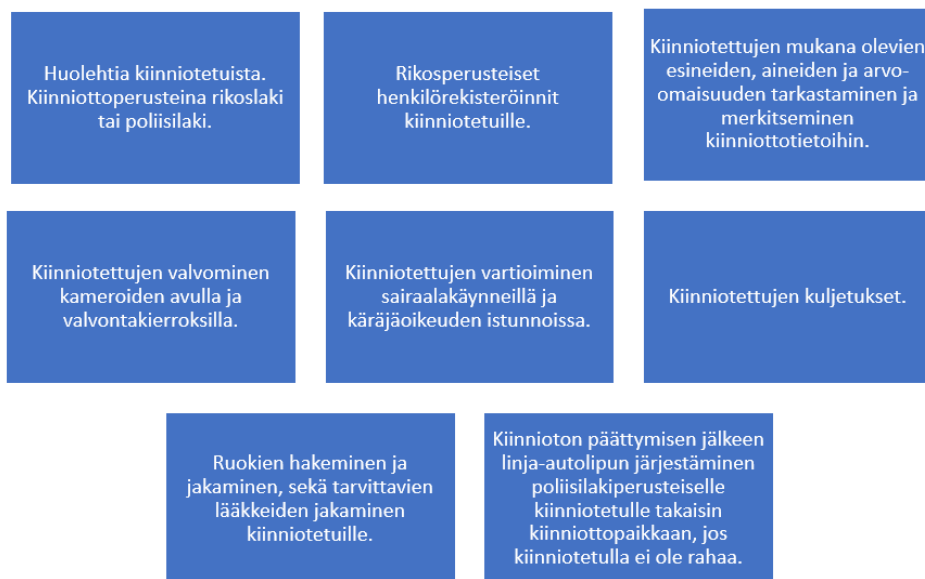 Huolehtia kiinniotetuista.
Kiinniottoperusteina rikoslaki
tai poliisilaki.
Rikosperusteiset
henkilörekisteröinnit
kiinniotetuille.
Kiinniotettujen mukana olevien
esineiden, aineiden ja arvo-
omaisuuden tarkastaminen ja
merkitseminen
kiinniottotietoihin.
Kiinniotettujen valvominen
kameroiden avulla ja
valvontakierroksilla.
Kiinniotettujen vartioiminen
sairaalakäynneillä ja
käräjäoikeuden istunnoissa.
Kiinniotettujen kuljetukset.
Ruokien hakeminen ja
jakaminen, sekä tarvittavien
lääkkeiden jakaminen
kiinniotetuille.
Kiinnioton päättymisen jälkeen
linja-autolipun järjestäminen
poliisilakiperusteiselle
kiinniotetulle takaisin
kiinniottopaikkaan, jos
kiinniotetulla ei ole rahaa.